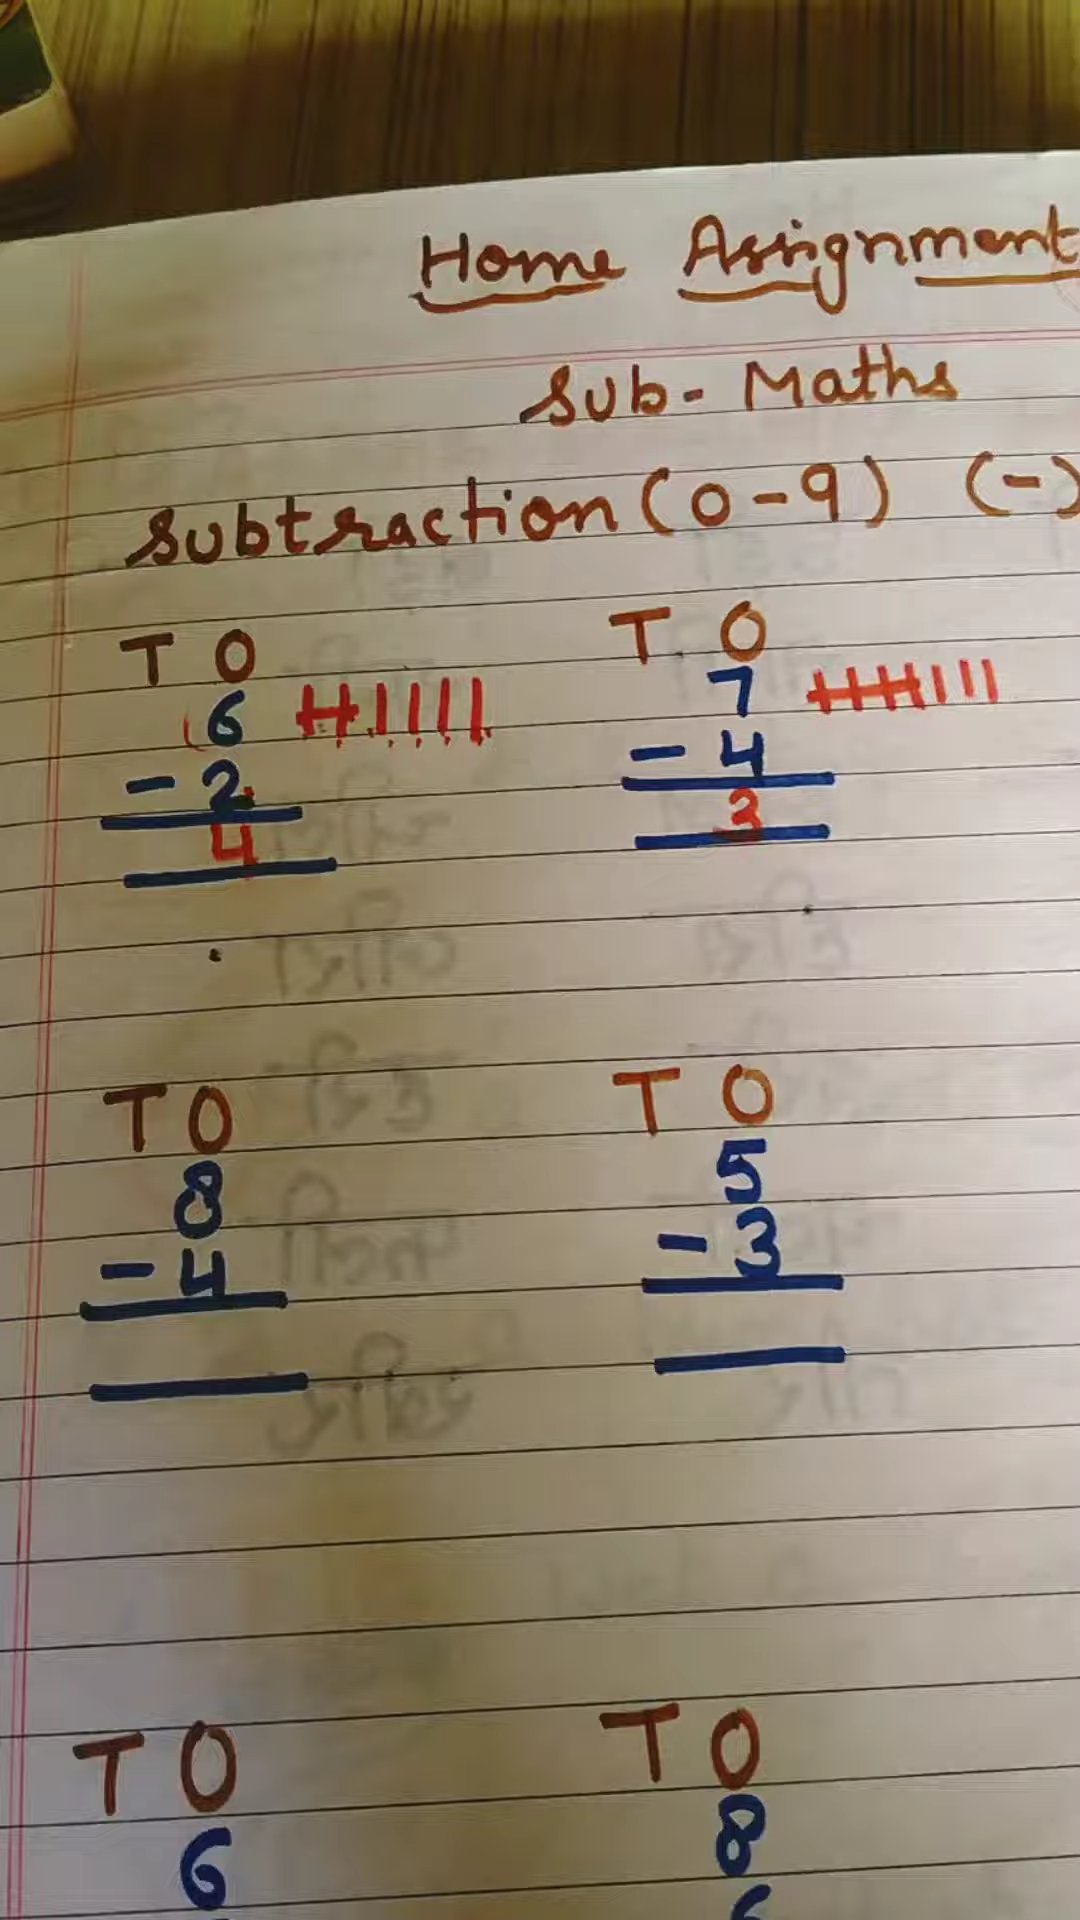 Home Assignment
Sub- Maths
Subtraction (0-9) (-)
T O T O
6 7
- 2 - 4
4 3
T O T O
8 5
- 4 - 3
T O T O
6 8